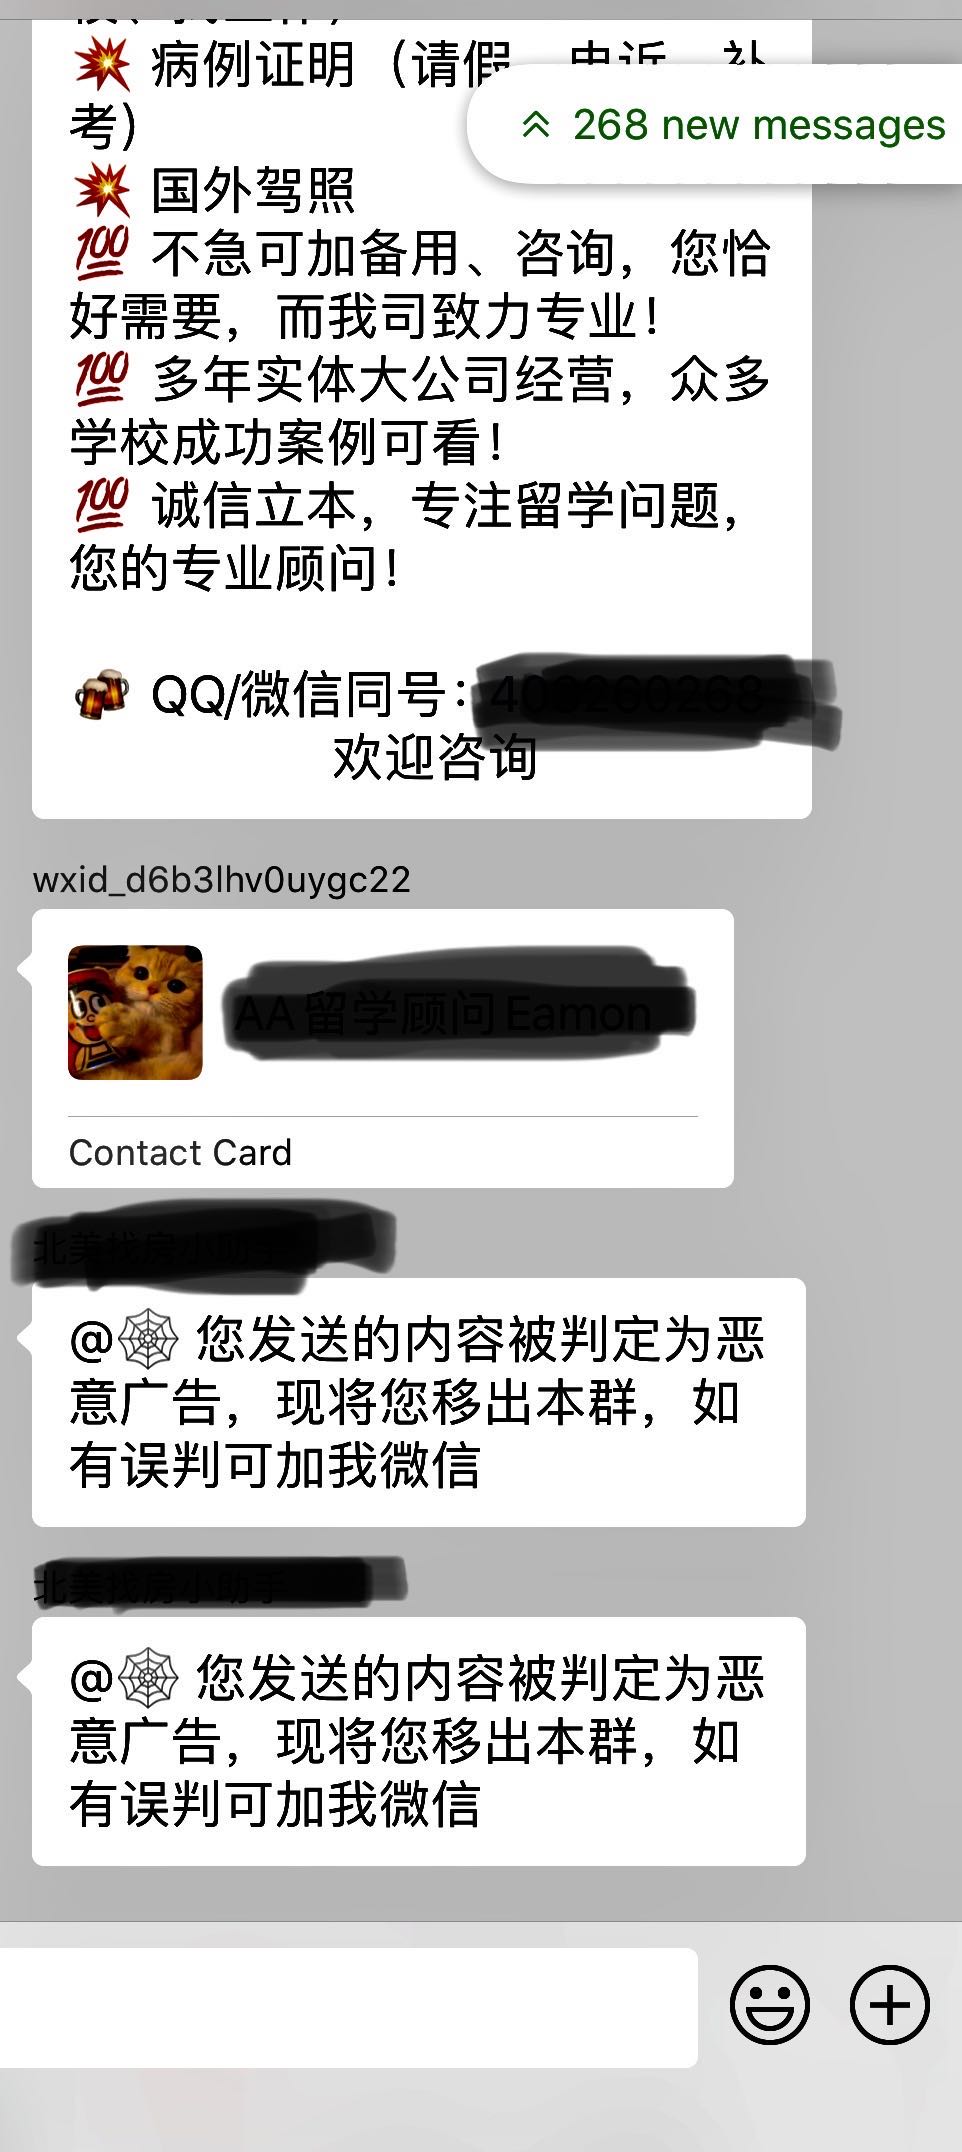 💥 病例证明（请假
考）
268 new messages
💥 国外驾照
💯 不急可加备用、咨询，您恰
好需要，而我司致力专业！
💯 多年实体大公司经营，众多
学校成功案例可看！
💯 诚信立本，专注留学问题，
您的专业顾问！
🍻 QQ/微信同号：
欢迎咨询
wxid_d6b3lhv0uygc22
Contact Card
@🕸 您发送的内容被判定为恶
意广告，现将您移出本群，如
有误判可加我微信
@🕸 您发送的内容被判定为恶
意广告，现将您移出本群，如
有误判可加我微信